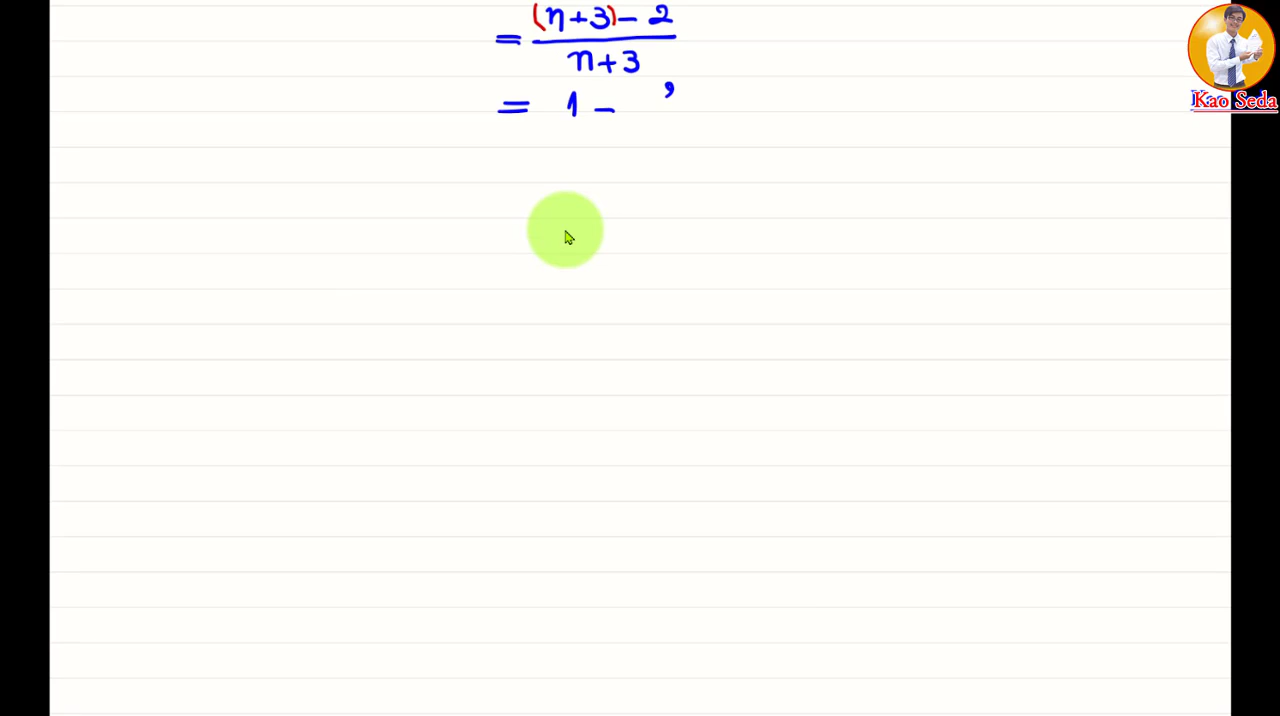 = (n+3) - 2 / n+3
= 1 -
Kao Seda